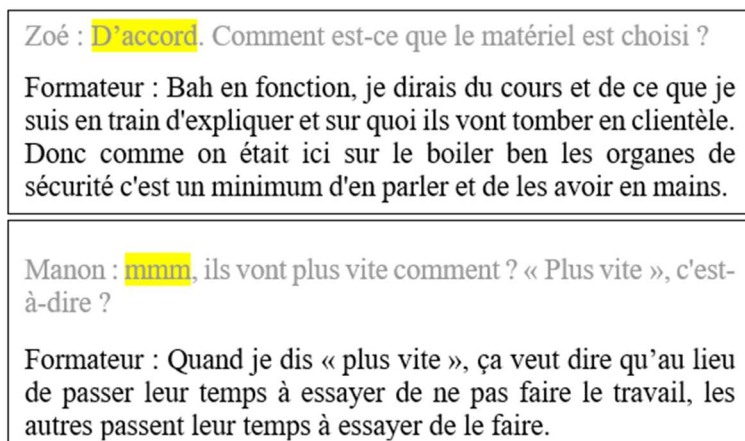 Zoé : D’accord. Comment est-ce que le matériel est choisi ?
Formateur : Bah en fonction, je dirais du cours et de ce que je
suis en train d'expliquer et sur quoi ils vont tomber en clientèle.
Donc comme on était ici sur le boiler ben les organes de
sécurité c'est un minimum d'en parler et de les avoir en mains.
Manon : mmm, ils vont plus vite comment ? « Plus vite », c'est-
à-dire ?
Formateur : Quand je dis « plus vite », ça veut dire qu’au lieu
de passer leur temps à essayer de ne pas faire le travail, les
autres passent leur temps à essayer de le faire.